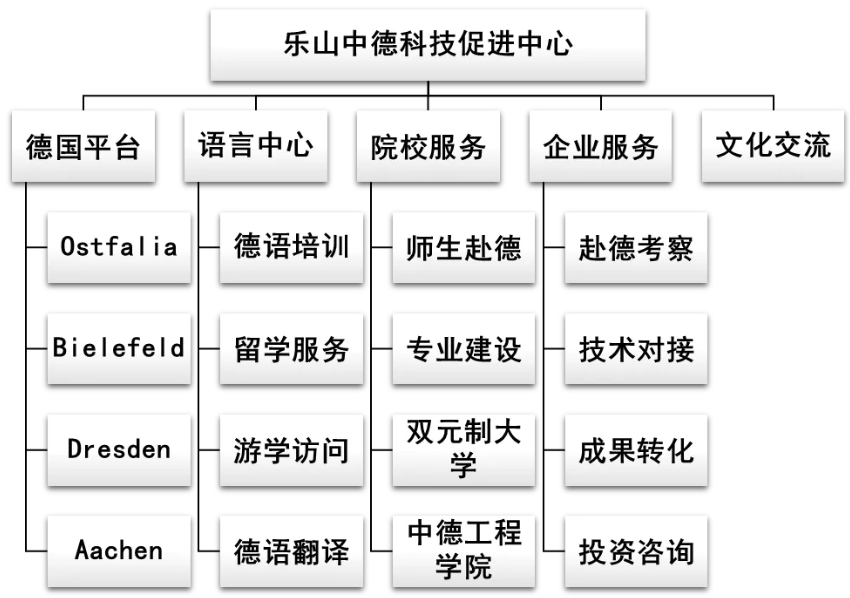 乐山中德科技促进中心
德国平台
语言中心
院校服务
企业服务
文化交流
Ostfalia
德语培训
师生赴德
赴德考察
Bielefeld
留学服务
专业建设
技术对接
Dresden
游学访问
双元制大
学
成果转化
Aachen
德语翻译
中德工程
学院
投资咨询